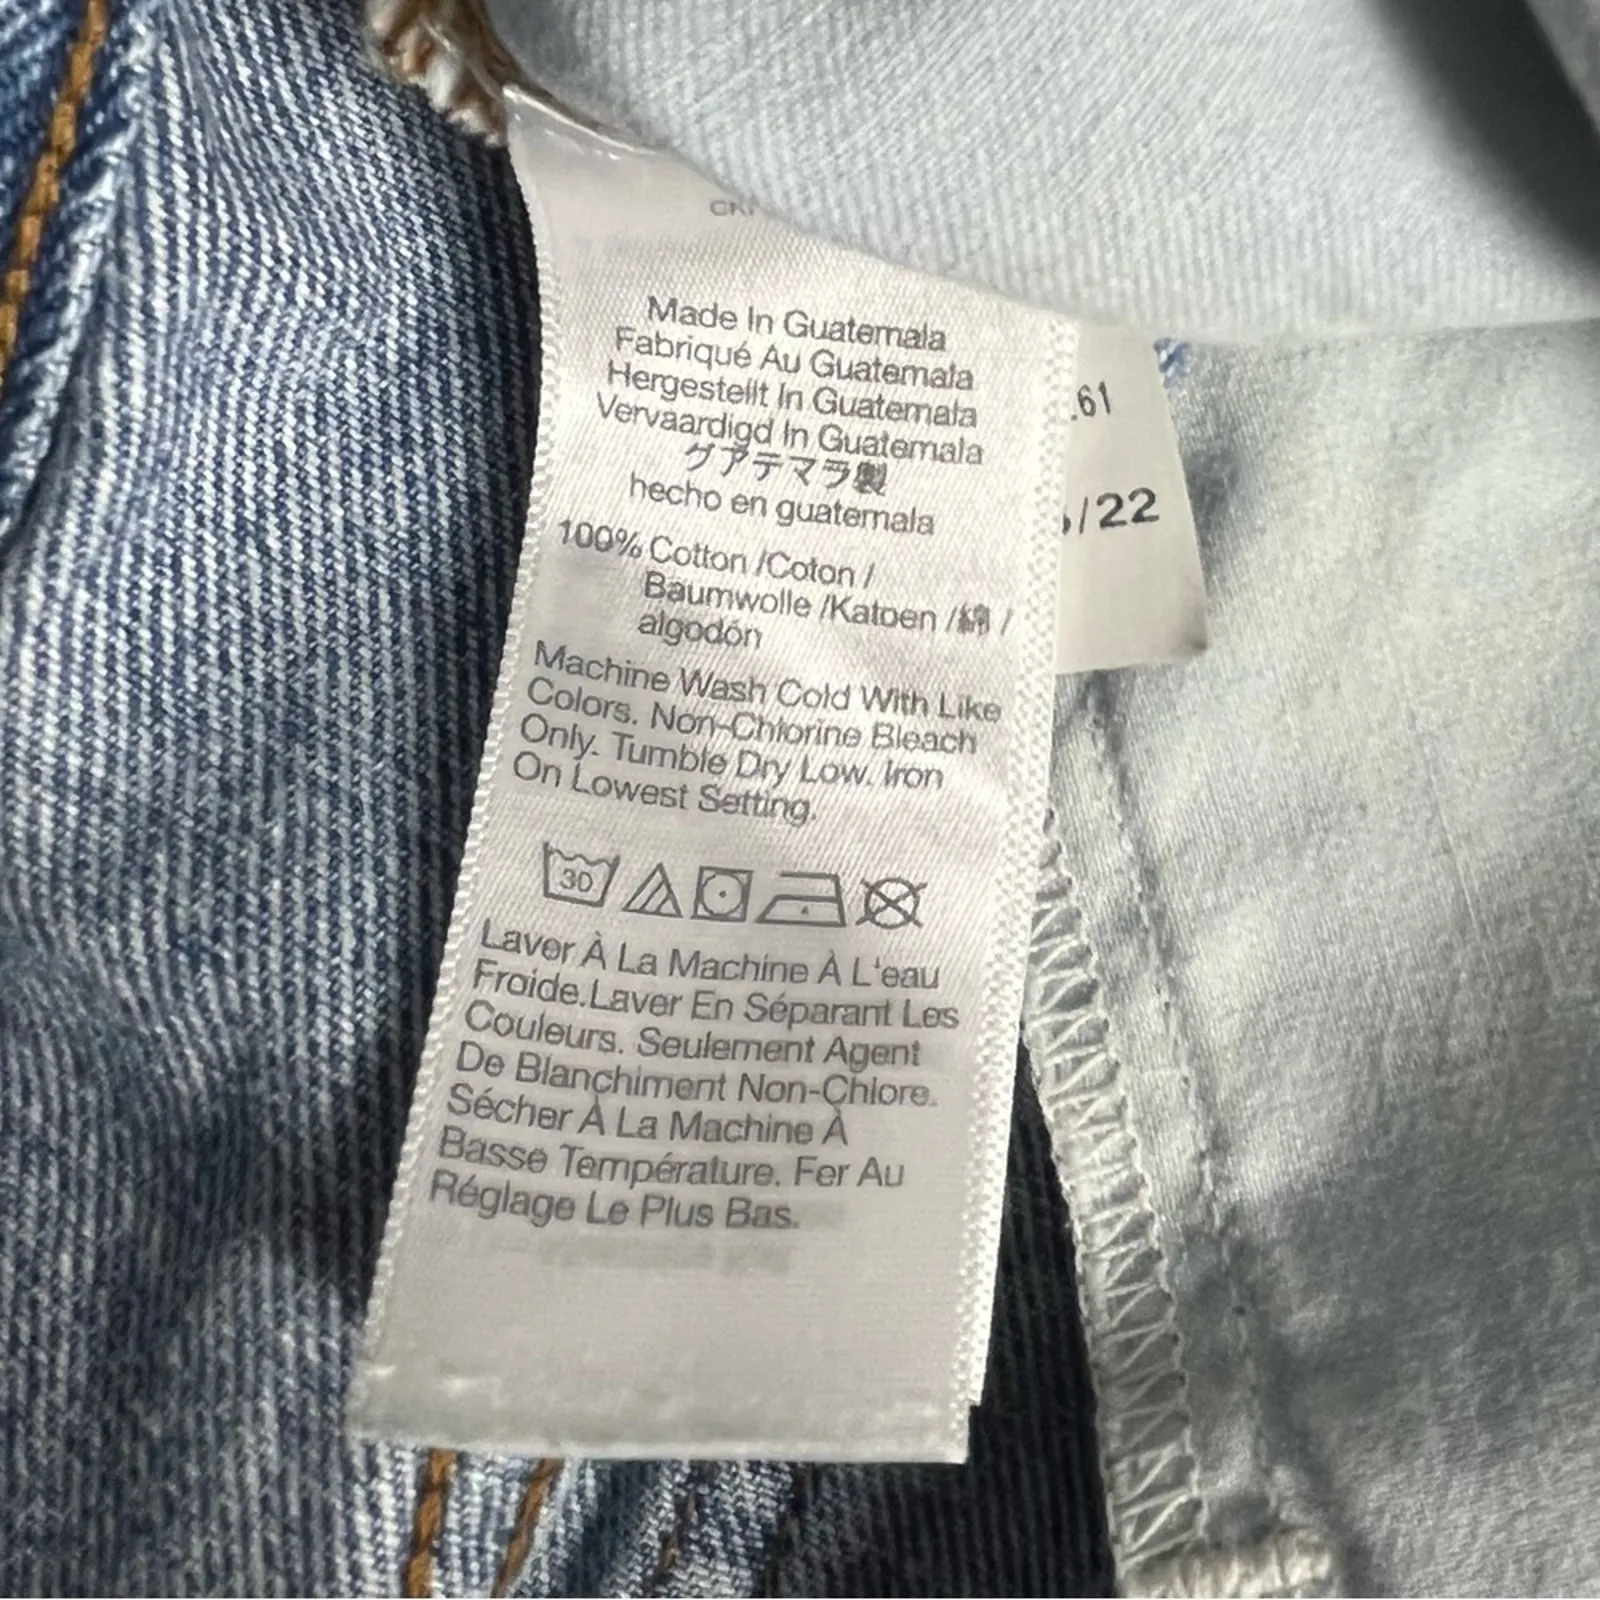 Made In Guatemala
Fabriqué Au Guatemala
Hergestellt In Guatemala
Vervaardigd In Guatemala
グアテマラ製
hecho en guatemala
100% Cotton /Coton /
Baumwolle /Katoen /綿 /
algodón
Machine Wash Cold With Like
Colors. Non-Chlorine Bleach
Only. Tumble Dry Low. Iron
On Lowest Setting.
30
Laver À La Machine À L'eau
Froide.Laver En Séparant Les
Couleurs. Seulement Agent
De Blanchiment Non-Chlore.
Sécher À La Machine À
Basse Température. Fer Au
Réglage Le Plus Bas.
.61
/22